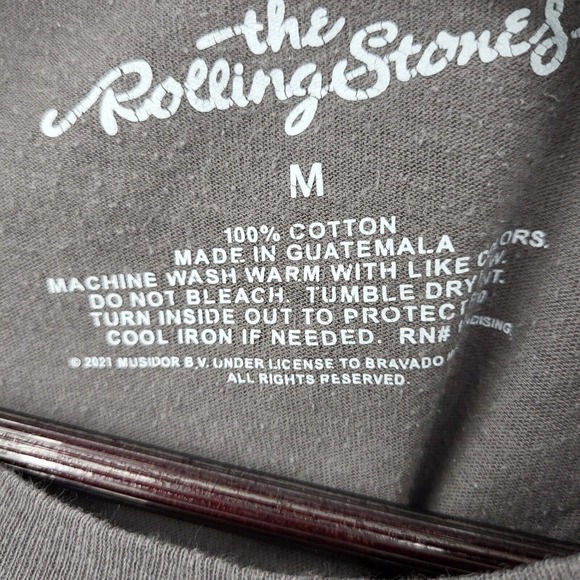 the
Rolling Stones
M
100% COTTON
MADE IN GUATEMALA
MACHINE WASH WARM WITH LIKE COLORS.
DO NOT BLEACH. TUMBLE DRY
TURN INSIDE OUT TO PROTECT
COOL IRON IF NEEDED. RN#
© 2021 MUSIDOR B.V. UNDER LICENSE TO BRAVADO
ALL RIGHTS RESERVED.